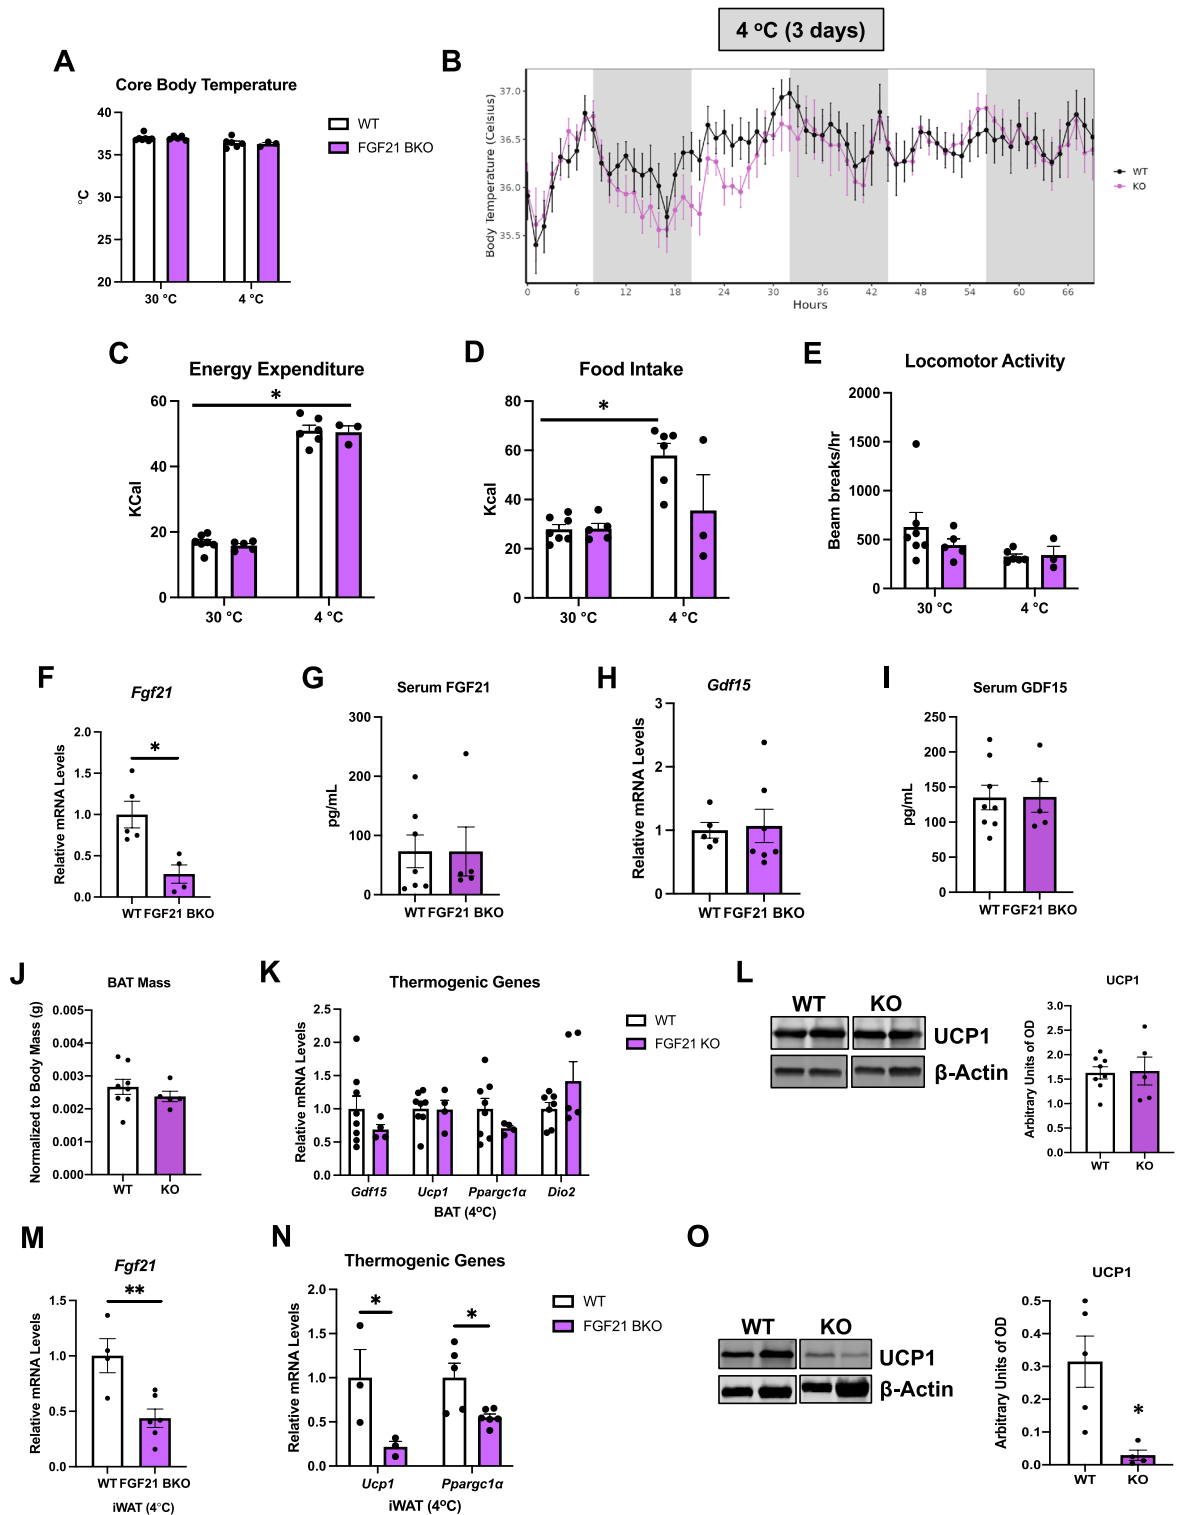 4 ºC (3 days)
A
Core Body Temperature
°C
40
35
30
25
20
30 °C
4 °C
WT
FGF21 BKO
B
Body Temperature (celsius)
37.0
36.5
36.0
35.5
0 6 12 18 24 30 36 42 48 54 60 66
Hours
WT
KO
C
Energy Expenditure
*
KCal
60
40
20
0
30 °C
4 °C
D
Food Intake
*
Kcal
80
60
40
20
0
30 °C
4 °C
E
Locomotor Activity
Beam breaks/hr
2000
1500
1000
500
0
30 °C
4 °C
F
Fgf21
*
Relative mRNA Levels
2.0
1.5
1.0
0.5
0.0
WT FGF21 BKO
G
Serum FGF21
pg/mL
300
200
100
0
WT FGF21 BKO
H
Gdf15
Relative mRNA Levels
3
2
1
0
WT FGF21 BKO
I
Serum GDF15
pg/mL
250
200
150
100
50
0
WT FGF21 BKO
J
BAT Mass
Normalized to Body Mass (g)
0.005
0.004
0.003
0.002
0.001
0.000
WT KO
K
Thermogenic Genes
Relative mRNA Levels
2.5
2.0
1.5
1.0
0.5
0.0
Gdf15 Ucp1 Ppargc1α Dio2
BAT (4ºC)
WT
FGF21 KO
L
WT KO
UCP1
β-Actin
UCP1
Arbitrary Units of OD
3.0
2.5
2.0
1.5
1.0
0.5
0.0
WT KO
M
Fgf21
**
Relative mRNA Levels
1.5
1.0
0.5
0.0
WT FGF21 BKO
iWAT (4°C)
N
Thermogenic Genes
* *
Relative mRNA Levels
2.0
1.5
1.0
0.5
0.0
Ucp1 Ppargc1α
iWAT (4ºC)
WT
FGF21 BKO
O
WT KO
UCP1
β-Actin
UCP1
*
Arbitrary Units of OD
0.5
0.4
0.3
0.2
0.1
0.0
WT KO